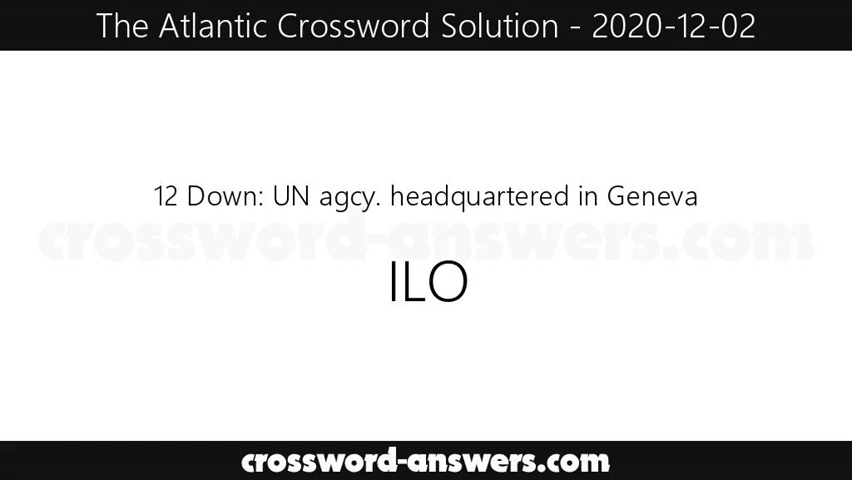 The Atlantic Crossword Solution - 2020-12-02
12 Down: UN agcy. headquartered in Geneva
crossword-answers.com
ILO
crossword-answers.com